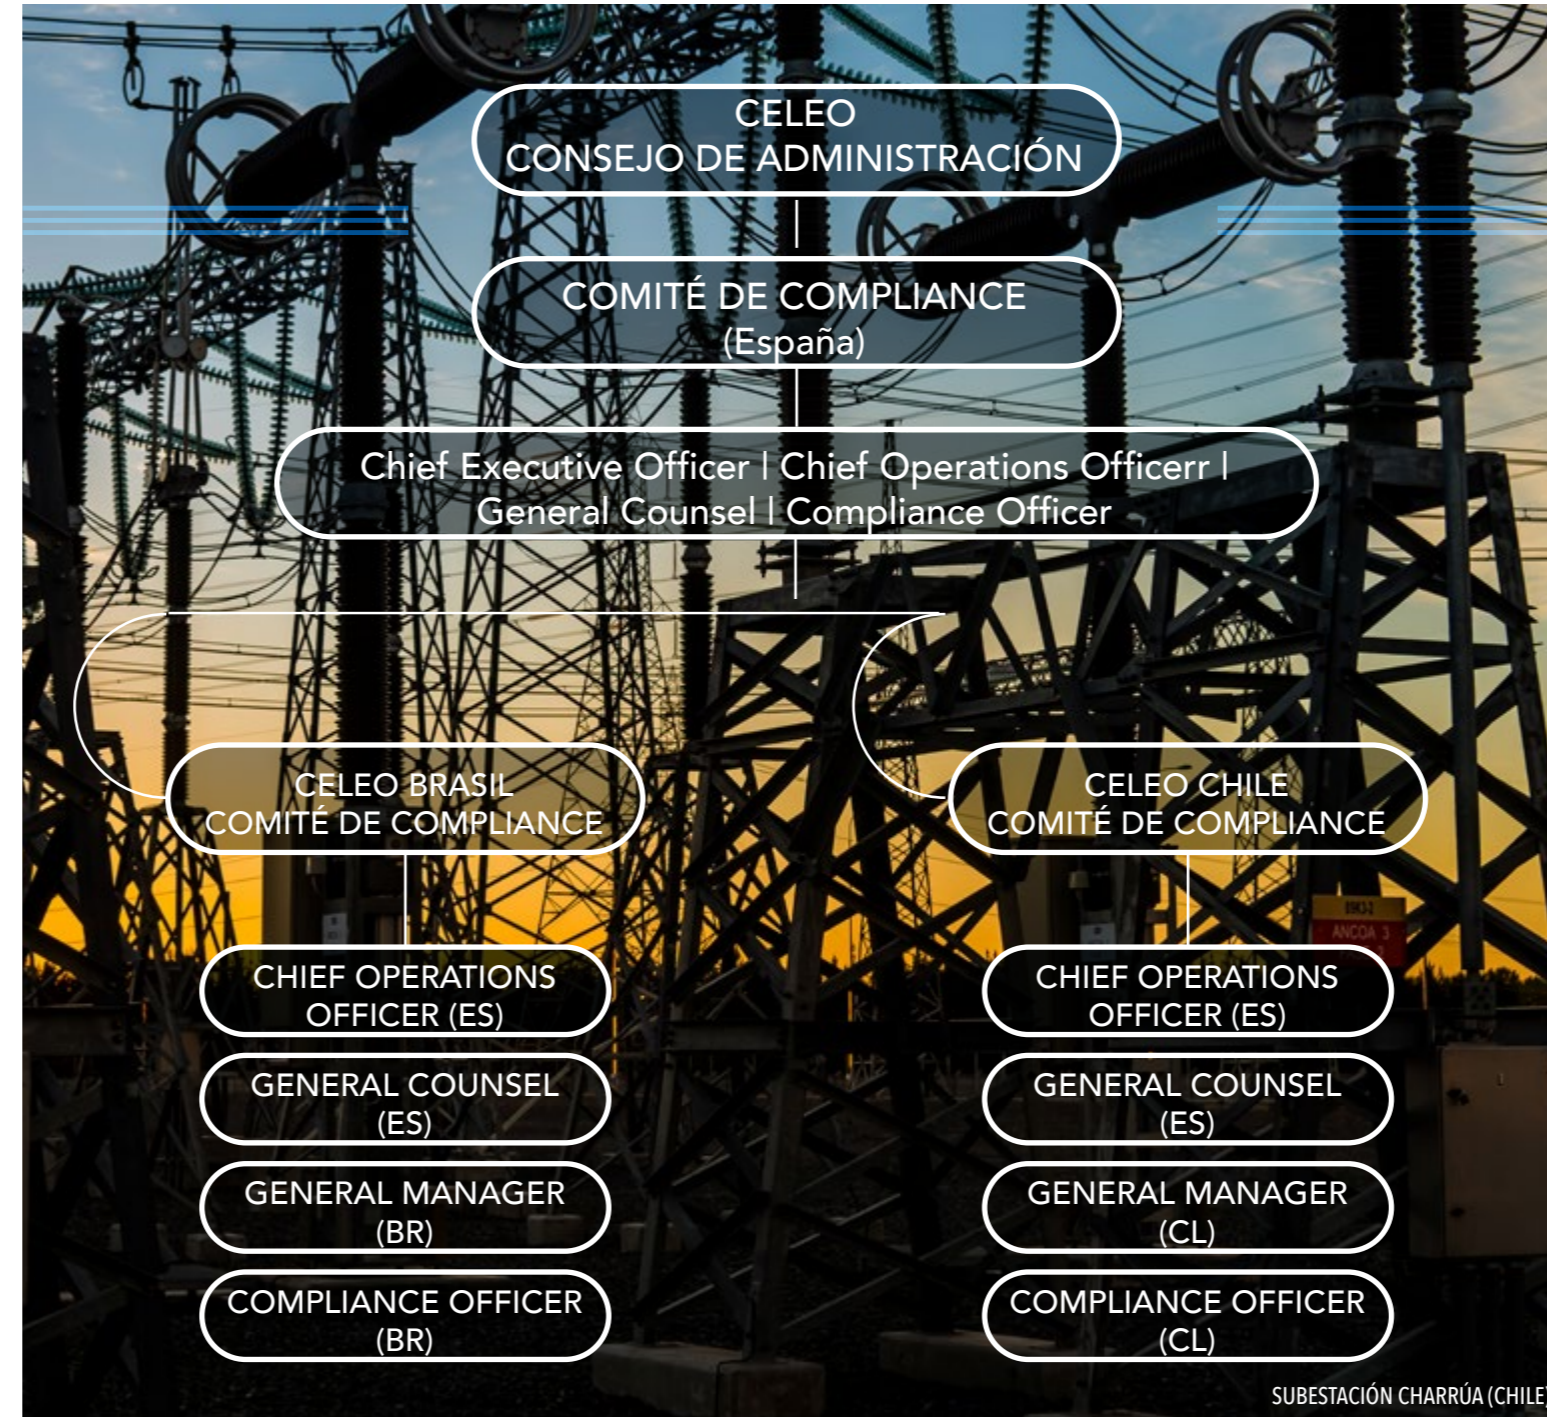 CELEO
CONSEJO DE ADMINISTRACIÓN
COMITÉ DE COMPLIANCE
(España)
Chief Executive Officer | Chief Operations Officerr |
General Counsel | Compliance Officer
CELEO BRASIL
COMITÉ DE COMPLIANCE
CELEO CHILE
COMITÉ DE COMPLIANCE
CHIEF OPERATIONS
OFFICER (ES)
GENERAL COUNSEL
(ES)
GENERAL MANAGER
(BR)
COMPLIANCE OFFICER
(BR)
CHIEF OPERATIONS
OFFICER (ES)
GENERAL COUNSEL
(ES)
GENERAL MANAGER
(CL)
COMPLIANCE OFFICER
(CL)
ANCOA 3
SUBESTACIÓN CHARRÚA (CHILE)